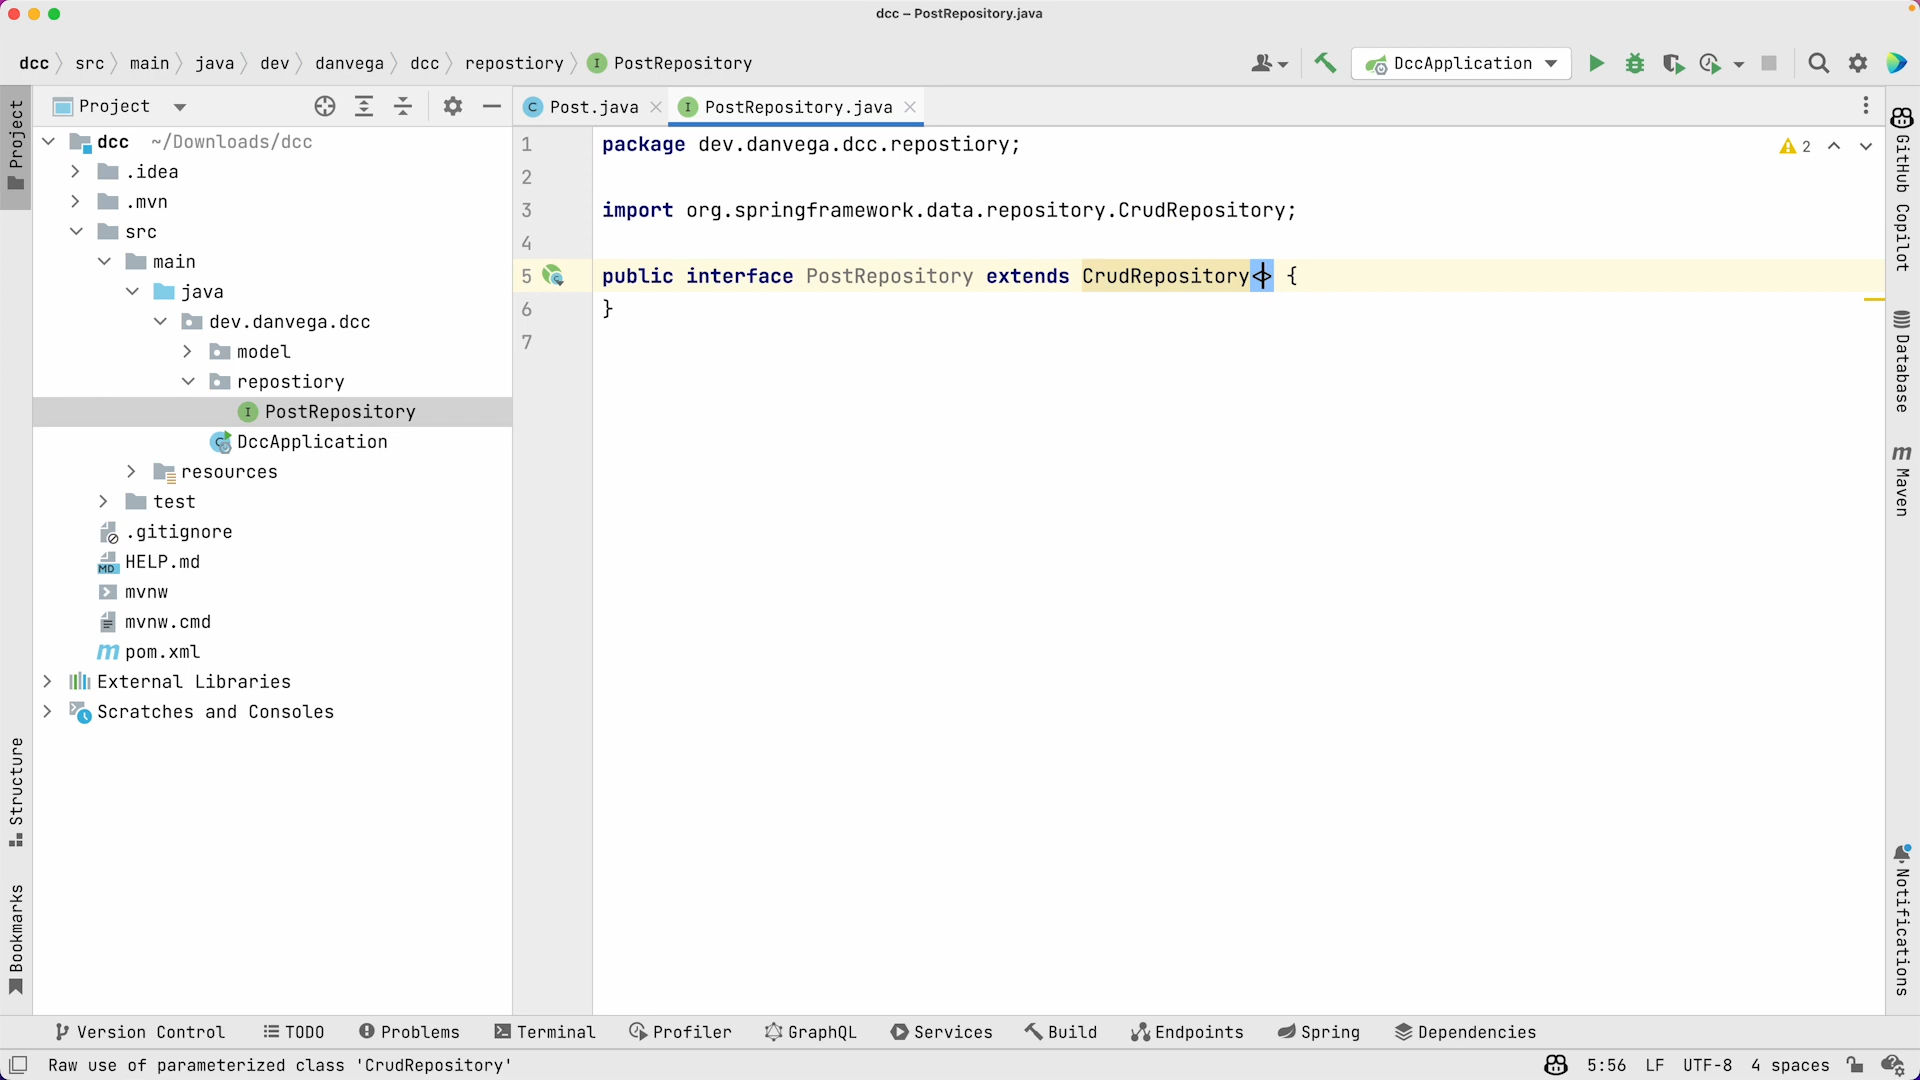 dcc – PostRepository.java
dcc src main java dev danvega dcc repostiory PostRepository
DccApplication
Project
Post.java
PostRepository.java
dcc ~/Downloads/dcc
.idea
.mvn
src
main
java
dev.danvega.dcc
model
repostiory
PostRepository
DccApplication
resources
test
.gitignore
HELP.md
mvnw
mvnw.cmd
pom.xml
External Libraries
Scratches and Consoles
1 package dev.danvega.dcc.repostiory;
2
3 import org.springframework.data.repository.CrudRepository;
4
5 public interface PostRepository extends CrudRepository<> {
6 }
7
2
Project
Structure
Bookmarks
GitHub Copilot
Database
Maven
Notifications
Version Control TODO Problems Terminal Profiler GraphQL Services Build Endpoints Spring Dependencies
Raw use of parameterized class 'CrudRepository'
5:56 LF UTF-8 4 spaces